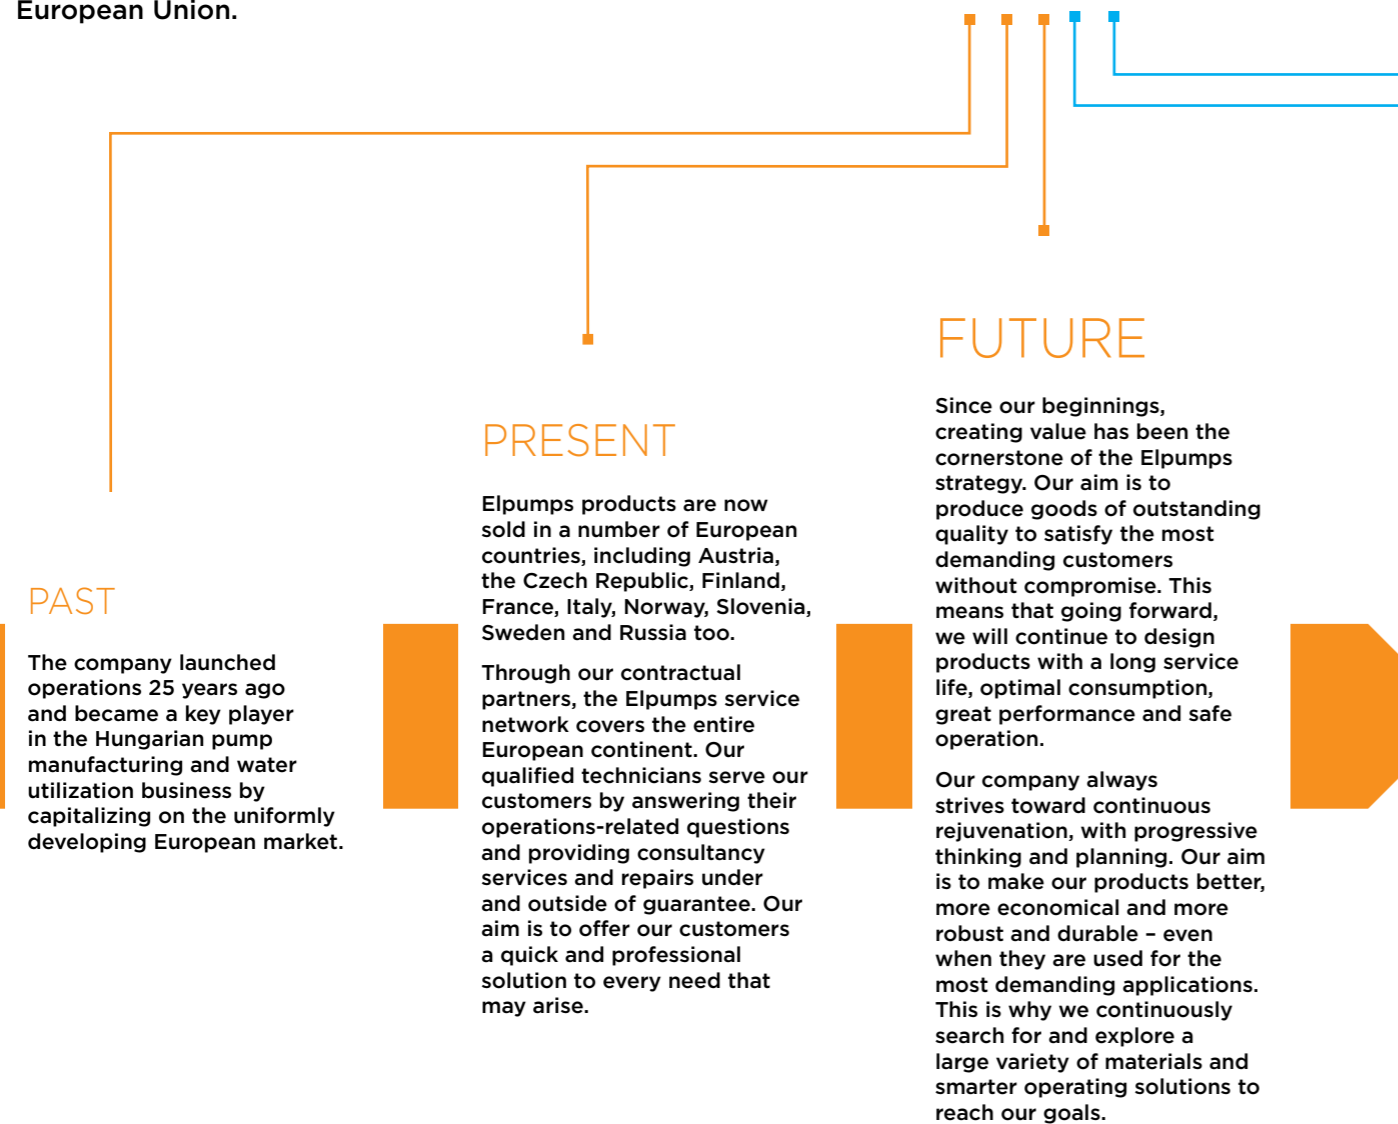 European Union.
PAST
The company launched
operations 25 years ago
and became a key player
in the Hungarian pump
manufacturing and water
utilization business by
capitalizing on the uniformly
developing European market.
PRESENT
Elpumps products are now
sold in a number of European
countries, including Austria,
the Czech Republic, Finland,
France, Italy, Norway, Slovenia,
Sweden and Russia too.
Through our contractual
partners, the Elpumps service
network covers the entire
European continent. Our
qualified technicians serve our
customers by answering their
operations-related questions
and providing consultancy
services and repairs under
and outside of guarantee. Our
aim is to offer our customers
a quick and professional
solution to every need that
may arise.
FUTURE
Since our beginnings,
creating value has been the
cornerstone of the Elpumps
strategy. Our aim is to
produce goods of outstanding
quality to satisfy the most
demanding customers
without compromise. This
means that going forward,
we will continue to design
products with a long service
life, optimal consumption,
great performance and safe
operation.
Our company always
strives toward continuous
rejuvenation, with progressive
thinking and planning. Our aim
is to make our products better,
more economical and more
robust and durable – even
when they are used for the
most demanding applications.
This is why we continuously
search for and explore a
large variety of materials and
smarter operating solutions to
reach our goals.